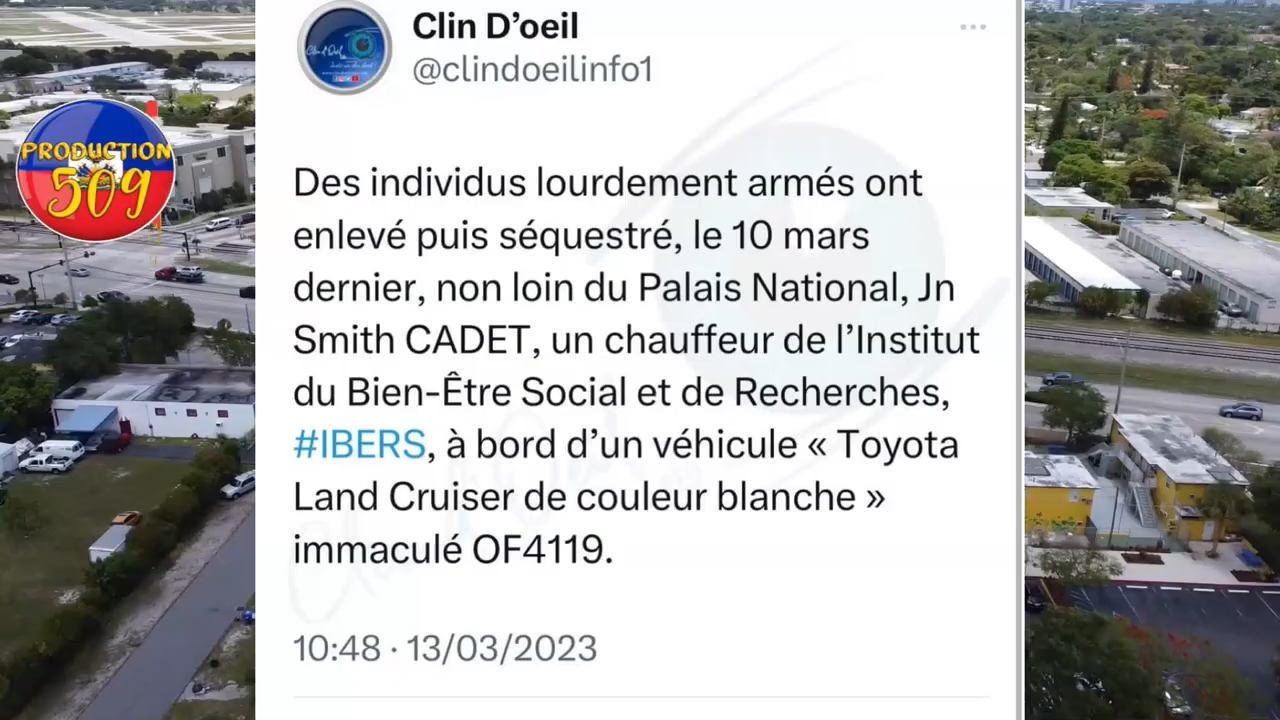 Clin D’oeil
@clindoeilinfo1
PRODUCTION
509
Des individus lourdement armés ont
enlevé puis séquestré, le 10 mars
dernier, non loin du Palais National, Jn
Smith CADET, un chauffeur de l’Institut
du Bien-Être Social et de Recherches,
#IBERS, à bord d’un véhicule « Toyota
Land Cruiser de couleur blanche »
immaculé OF4119.
10:48 · 13/03/2023